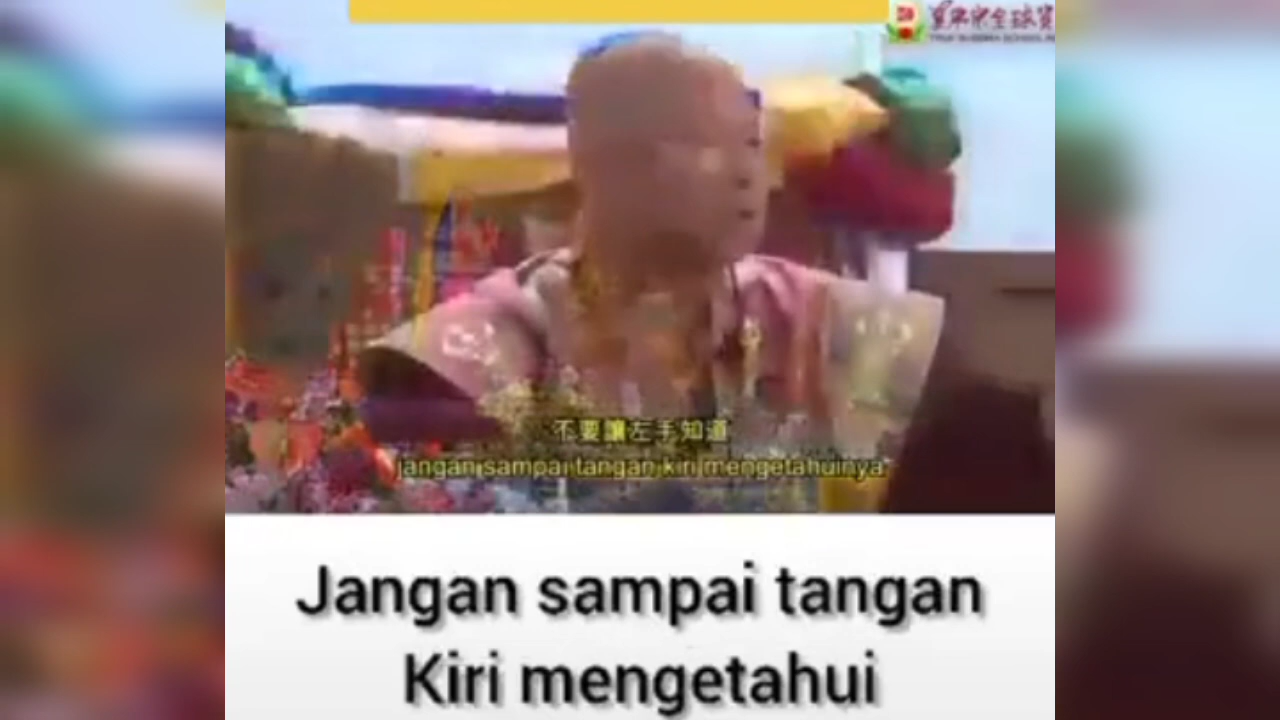 不要讓左手知道
jangan sampai tangan kiri mengetahuinya
Jangan sampai tangan
Kiri mengetahui